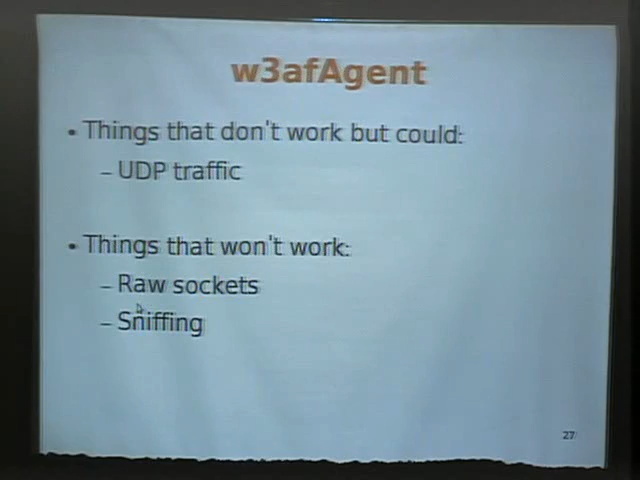 w3afAgent
• Things that don't work but could:
– UDP traffic
• Things that won't work:
– Raw sockets
– Sniffing
27